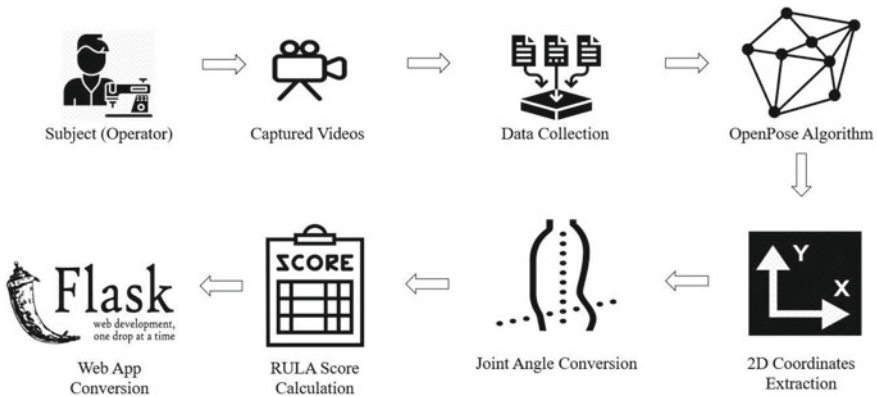 Subject (Operator)
Captured Videos
Data Collection
OpenPose Algorithm
Flask
web development,
one drop at a time
SCORE
Y
X
Web App
Conversion
RULA Score
Calculation
Joint Angle Conversion
2D Coordinates
Extraction